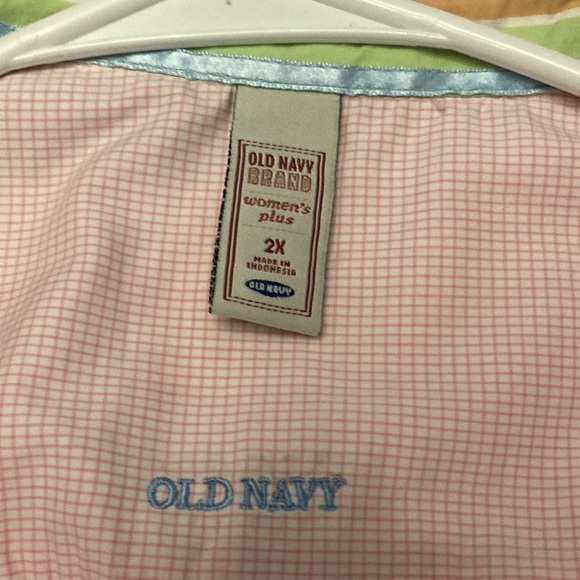 OLD NAVY
BRAND
women's
plus
2X
MADE IN
INDONESIA
OLD NAVY
OLD NAVY